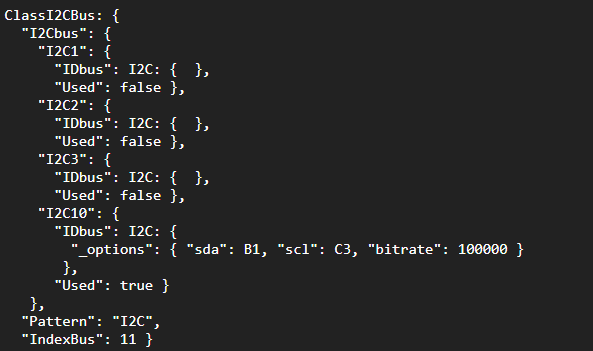 ClassI2CBus: {
  "I2Cbus": {
    "I2C1": {
      "IDbus": I2C: {  },
      "Used": false },
    "I2C2": {
      "IDbus": I2C: {  },
      "Used": false },
    "I2C3": {
      "IDbus": I2C: {  },
      "Used": false },
    "I2C10": {
      "IDbus": I2C: {
        "_options": { "sda": B1, "scl": C3, "bitrate": 100000 }
       },
      "Used": true }
   },
  "Pattern": "I2C",
  "IndexBus": 11 }